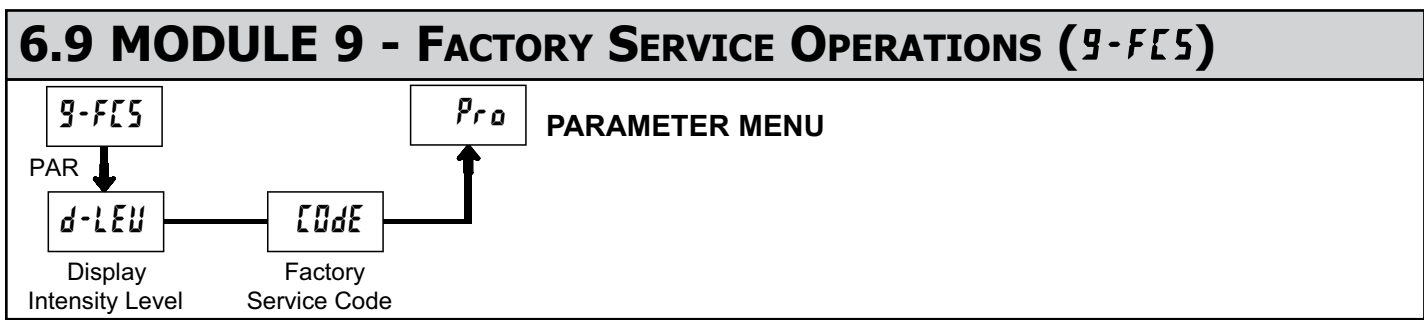 6.9 MODULE 9 - FACTORY SERVICE OPERATIONS (9-FCS)
9-FCS
Pro
PARAMETER MENU
PAR
d-LEV
COdE
Display
Intensity Level
Factory
Service Code